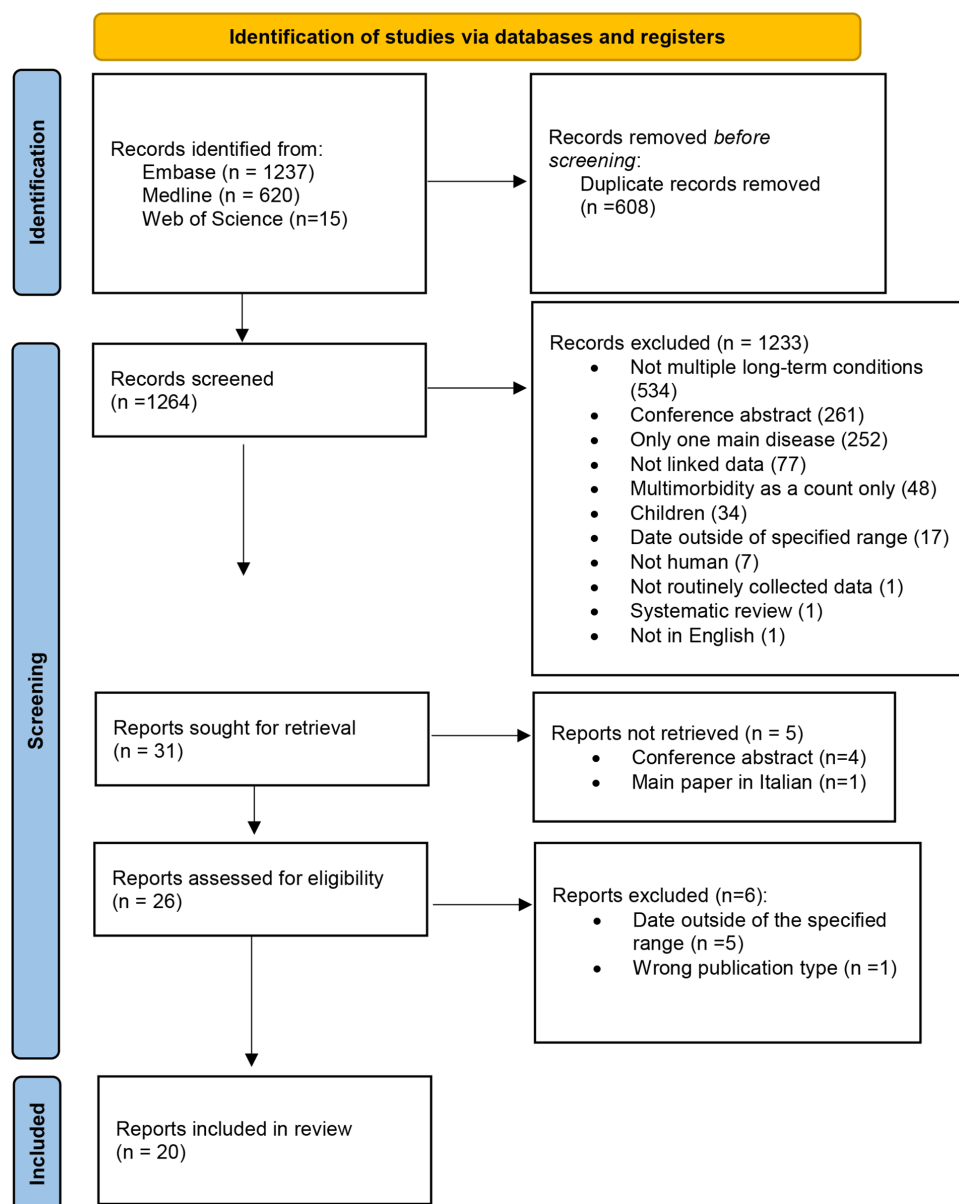 Identification of studies via databases and registers
Identification
Records identified from:
Embase (n = 1237)
Medline (n = 620)
Web of Science (n=15)
Records removed before
screening:
Duplicate records removed
(n =608)
Screening
Records screened
(n =1264)
Records excluded (n = 1233)
• Not multiple long-term conditions
(534)
• Conference abstract (261)
• Only one main disease (252)
• Not linked data (77)
• Multimorbidity as a count only (48)
• Children (34)
• Date outside of specified range (17)
• Not human (7)
• Not routinely collected data (1)
• Systematic review (1)
• Not in English (1)
Reports sought for retrieval
(n = 31)
Reports not retrieved (n = 5)
• Conference abstract (n=4)
• Main paper in Italian (n=1)
Reports assessed for eligibility
(n = 26)
Reports excluded (n=6):
• Date outside of the specified
range (n =5)
• Wrong publication type (n =1)
Included
Reports included in review
(n = 20)